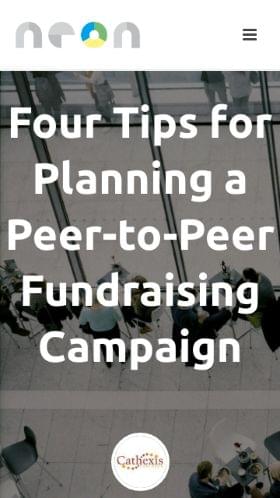 neon
Four Tips for
Planning a
Peer-to-Peer
Fundraising
Campaign
Cathexis